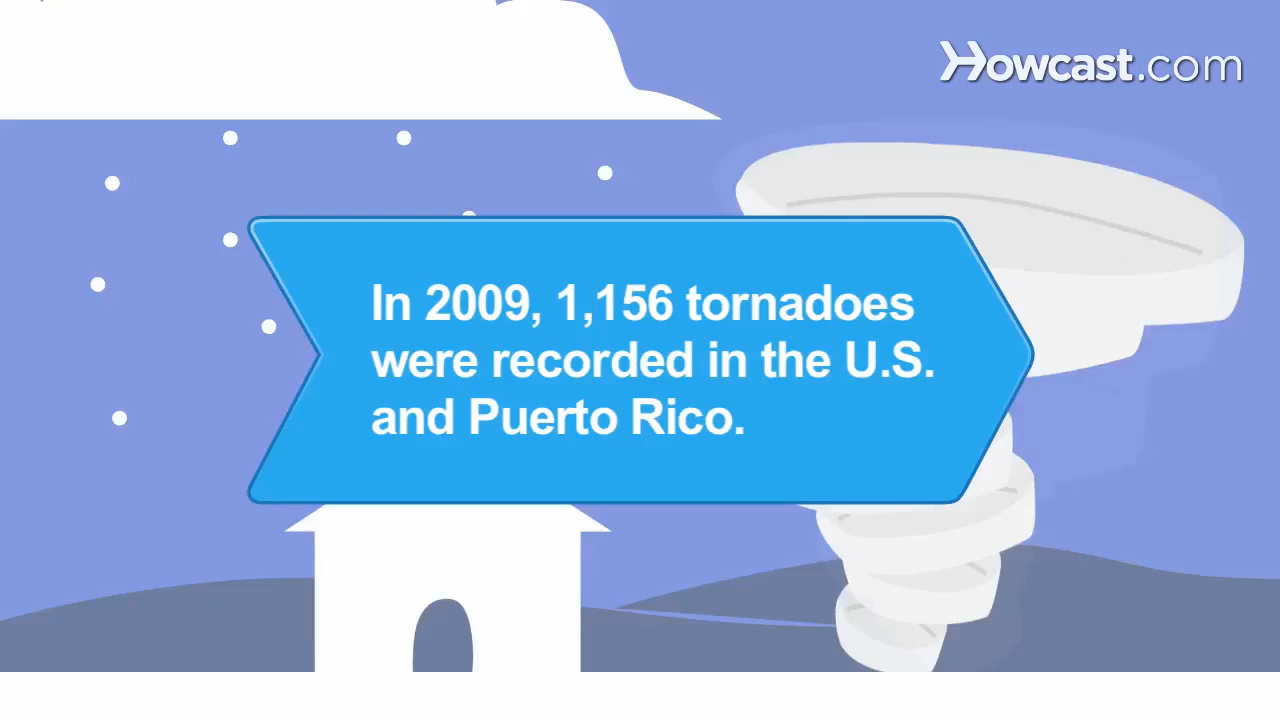 Howcast.com
In 2009, 1,156 tornadoes
were recorded in the U.S.
and Puerto Rico.